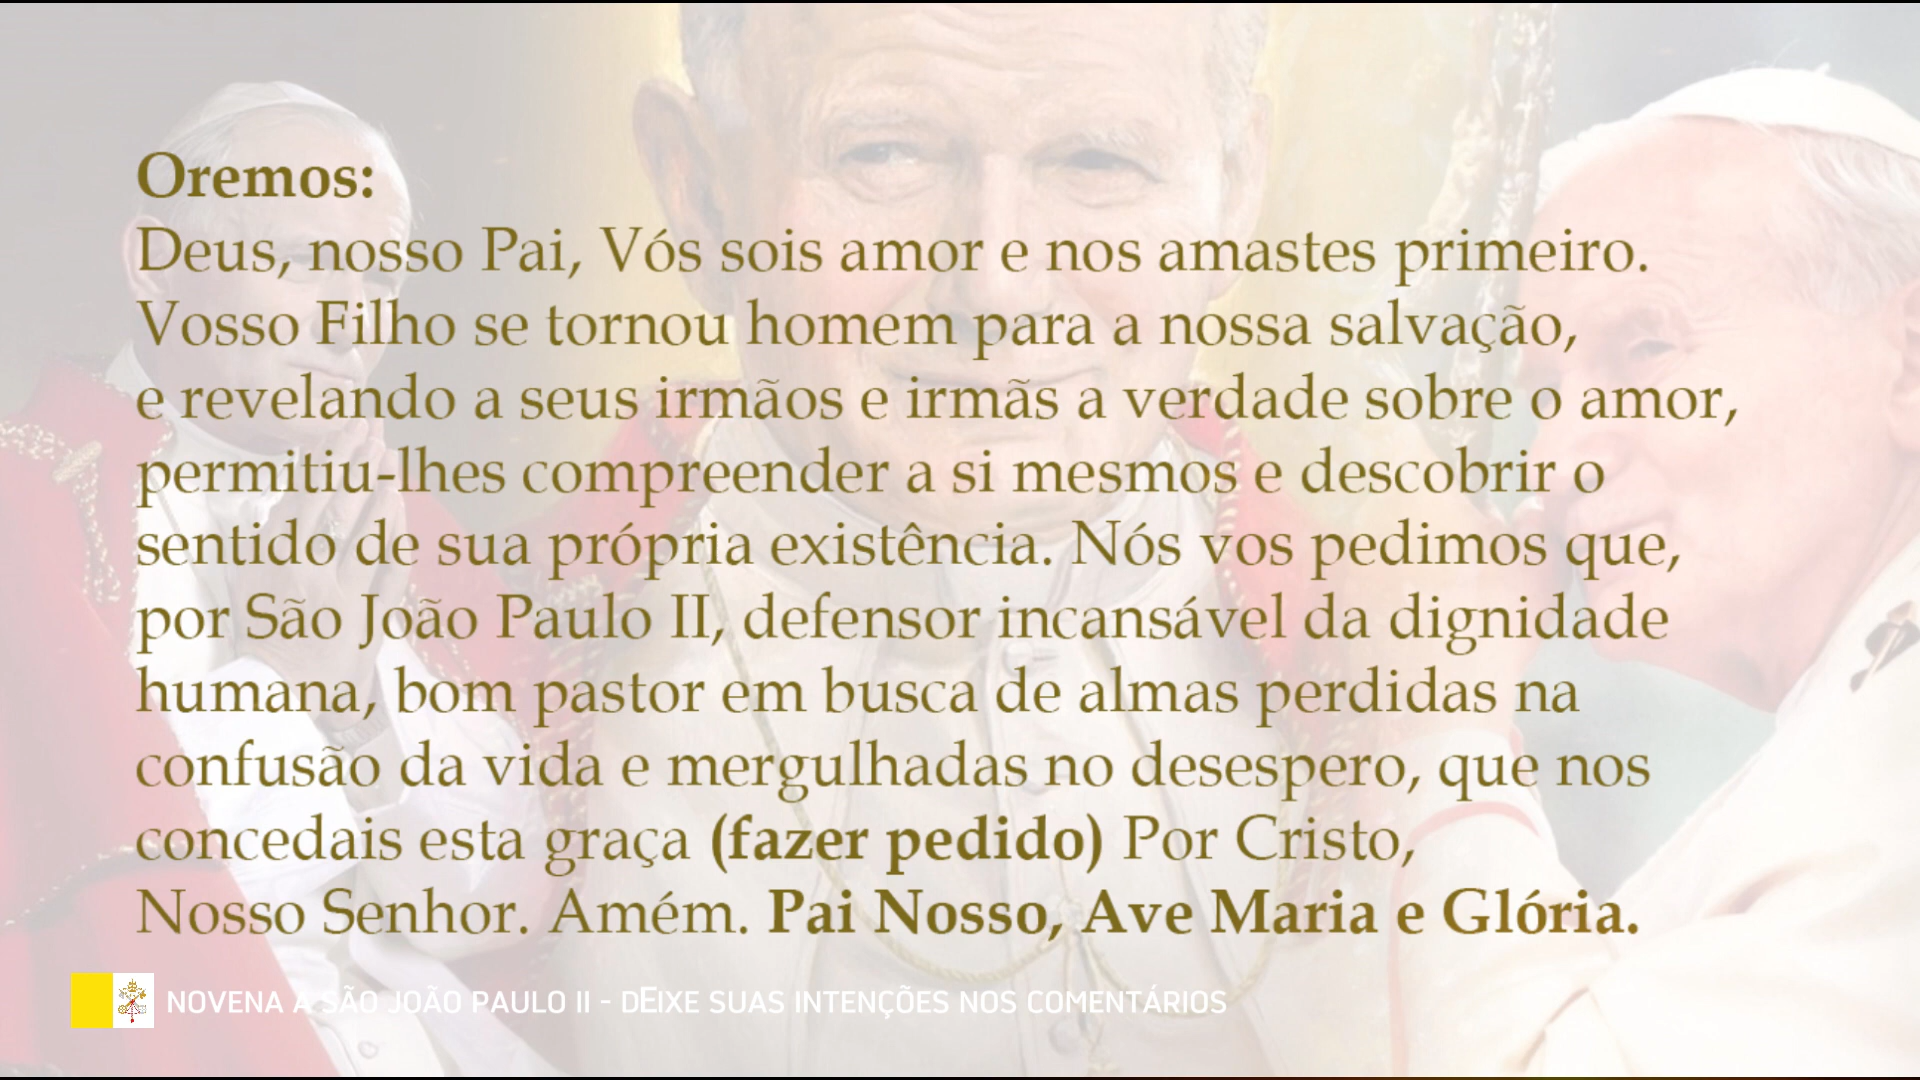 Oremos:
Deus, nosso Pai, Vós sois amor e nos amastes primeiro.
Vosso Filho se tornou homem para a nossa salvação,
e revelando a seus irmãos e irmãs a verdade sobre o amor,
permitiu-lhes compreender a si mesmos e descobrir o
sentido de sua própria existência. Nós vos pedimos que,
por São João Paulo II, defensor incansável da dignidade
humana, bom pastor em busca de almas perdidas na
confusão da vida e mergulhadas no desespero, que nos
concedais esta graça (fazer pedido) Por Cristo,
Nosso Senhor. Amém. Pai Nosso, Ave Maria e Glória.
NOVENA A SÃO JOÃO PAULO II - DEIXE SUAS INTENÇÕES NOS COMENTÁRIOS